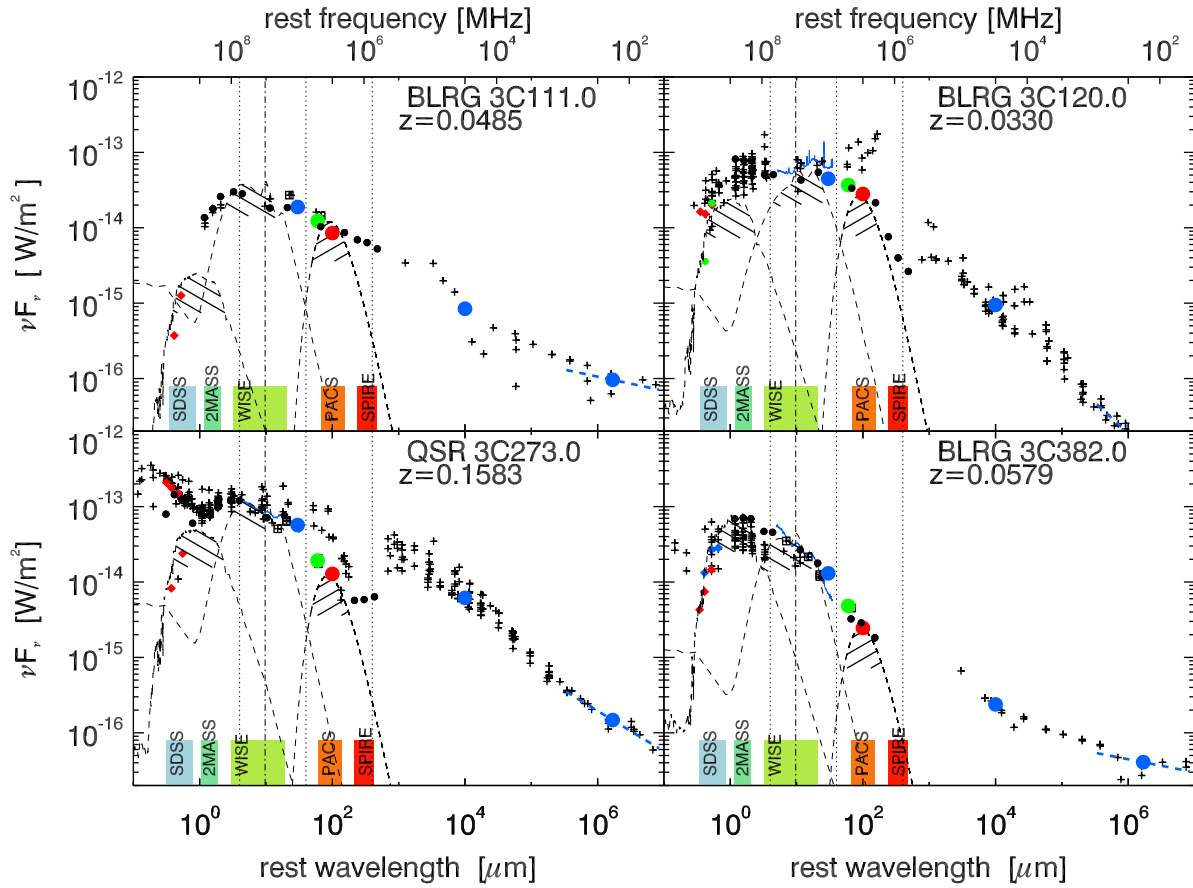 rest frequency [MHz]
rest frequency [MHz]
10^8 10^6 10^4 10^2
10^8 10^6 10^4 10^2
10^-12
10^-13
10^-14
10^-15
10^-16
νF_ν [ W/m^2]
BLRG 3C111.0
z=0.0485
SDSS
2MASS
WISE
PACS
SPIRE
BLRG 3C120.0
z=0.0330
SDSS
2MASS
WISE
PACS
SPIRE
10^-12
10^-13
10^-14
10^-15
10^-16
νF_ν [W/m^2]
QSR 3C273.0
z=0.1583
SDSS
2MASS
WISE
PACS
SPIRE
BLRG 3C382.0
z=0.0579
SDSS
2MASS
WISE
PACS
SPIRE
10^0 10^2 10^4 10^6
10^0 10^2 10^4 10^6
rest wavelength [μm]
rest wavelength [μm]